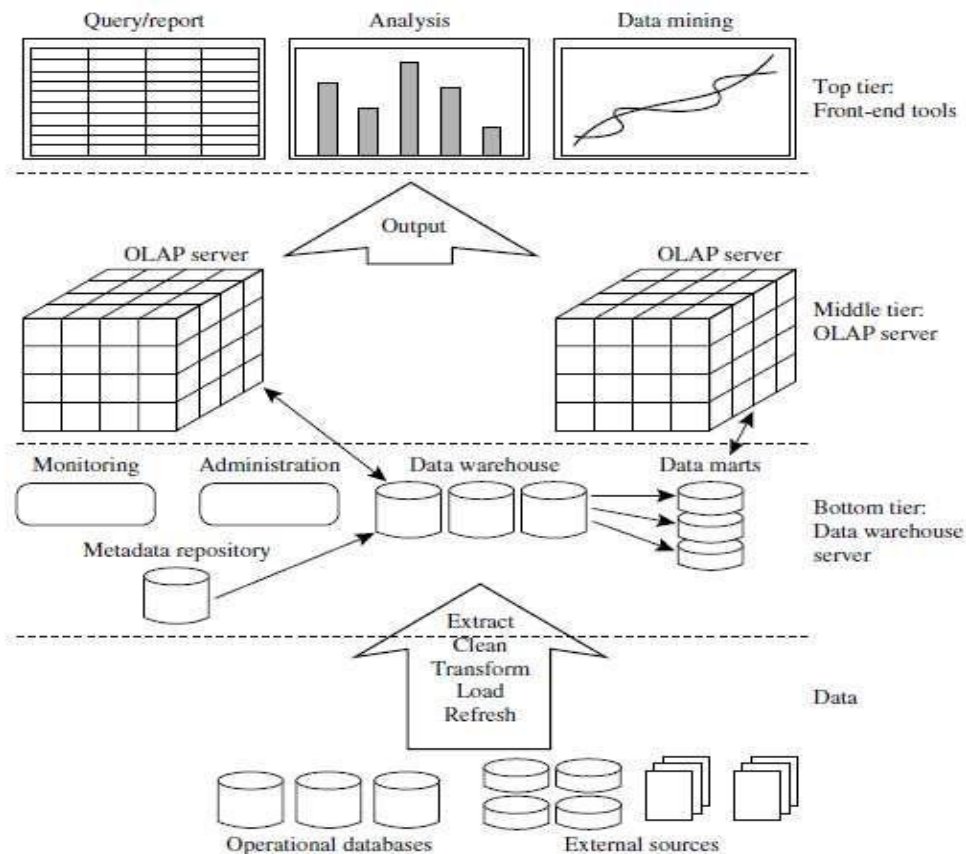 Query/report
Analysis
Data mining
Top tier:
Front-end tools
Output
OLAP server
OLAP server
Middle tier:
OLAP server
Monitoring
Administration
Data warehouse
Data marts
Bottom tier:
Data warehouse
server
Metadata repository
Extract
Clean
Transform
Load
Refresh
Data
Operational databases
External sources